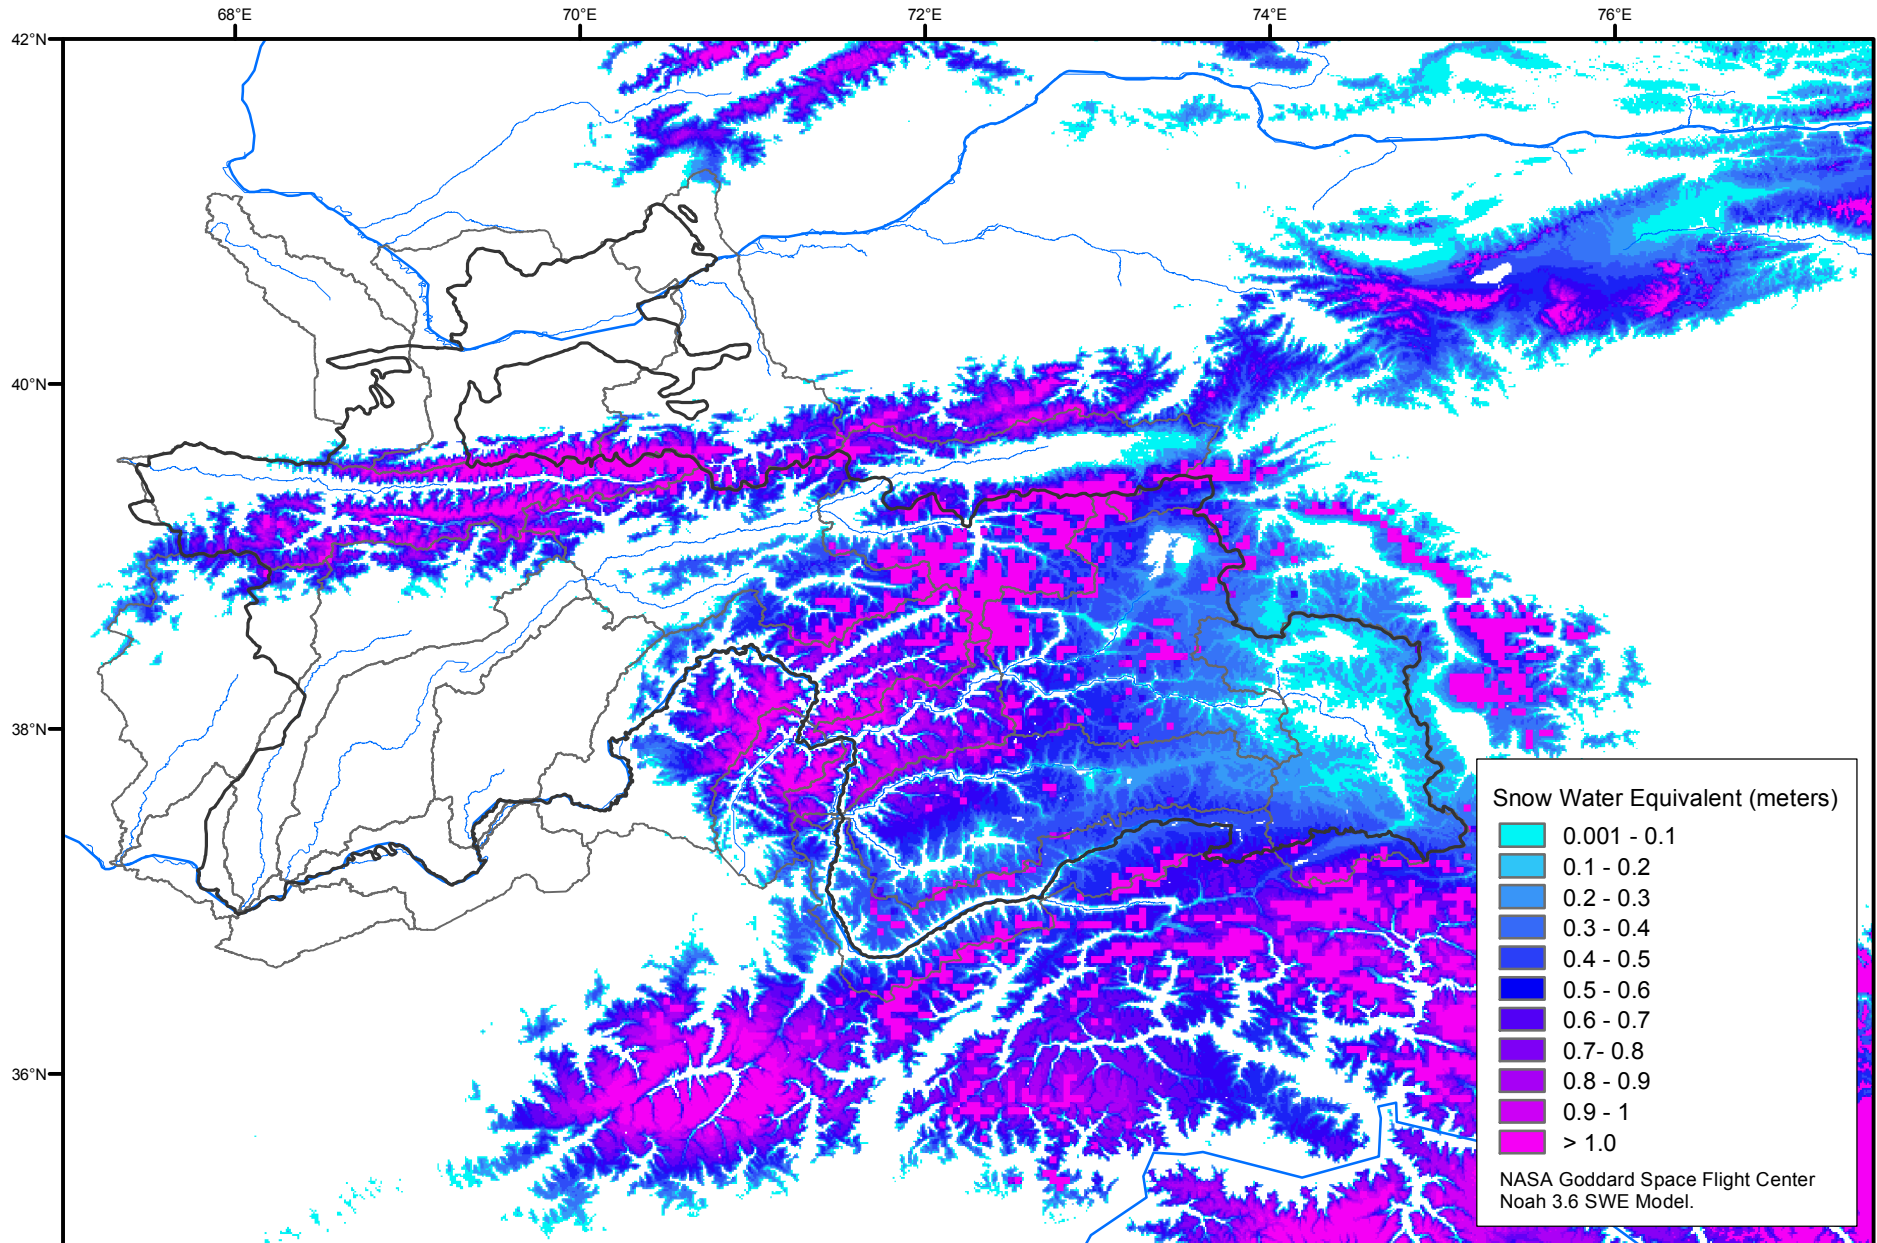 68°E
70°E
72°E
74°E
76°E
42°N
40°N
38°N
36°N
Snow Water Equivalent (meters)
0.001 - 0.1
0.1 - 0.2
0.2 - 0.3
0.3 - 0.4
0.4 - 0.5
0.5 - 0.6
0.6 - 0.7
0.7- 0.8
0.8 - 0.9
0.9 - 1
> 1.0
NASA Goddard Space Flight Center
Noah 3.6 SWE Model.